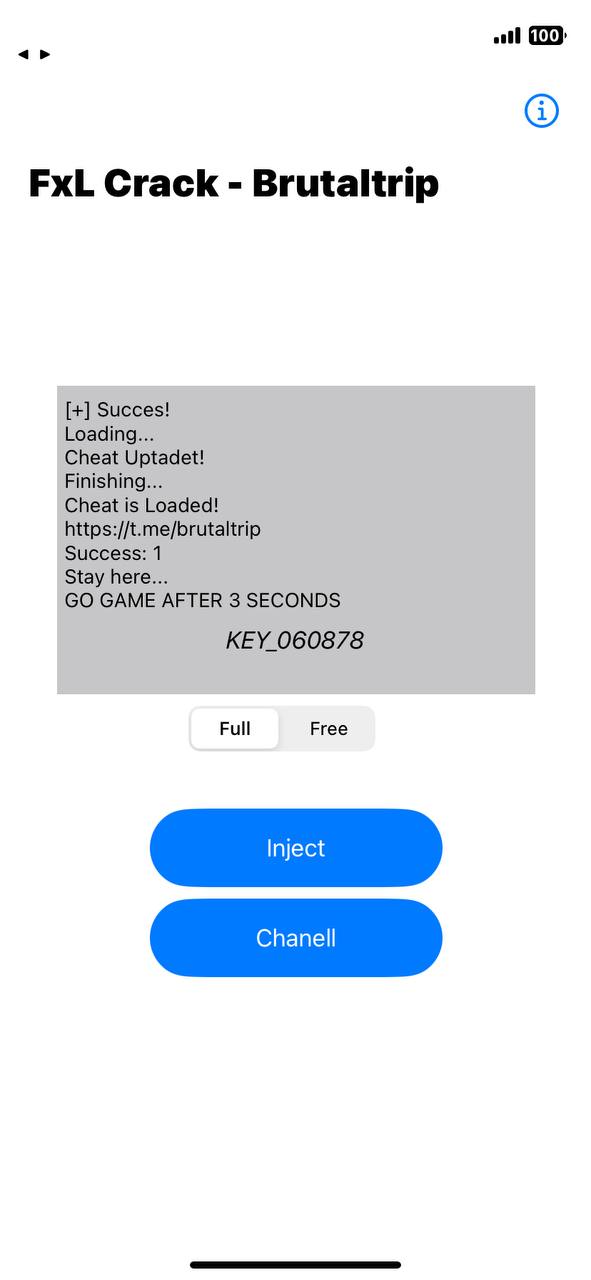 100
FxL Crack - Brutaltrip
[+] Succes!
Loading...
Cheat Uptadet!
Finishing...
Cheat is Loaded!
https://t.me/brutaltrip
Success: 1
Stay here...
GO GAME AFTER 3 SECONDS
KEY_060878
Full Free
Inject
Chanell